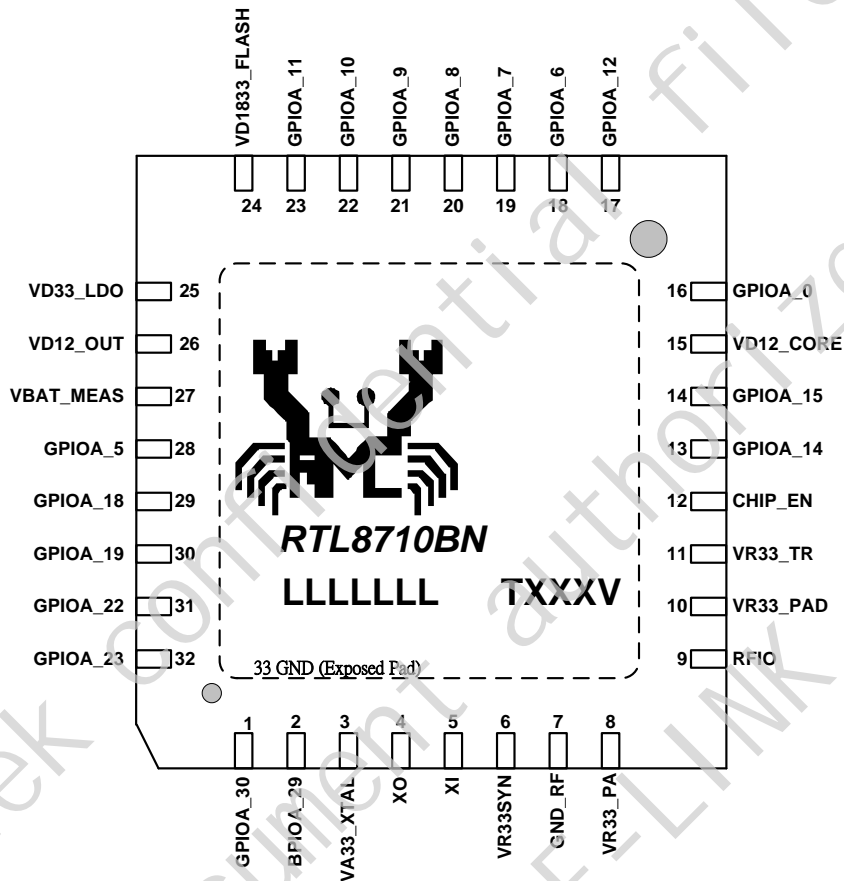 VD1833_FLASH
GPIOA_11
GPIOA_10
GPIOA_9
GPIOA_8
GPIOA_7
GPIOA_6
GPIOA_12
24 23 22 21 20 19 18 17
VD33_LDO 25 16 GPIOA_0
VD12_OUT 26 15 VD12_CORE
VBAT_MEAS 27 14 GPIOA_15
GPIOA_5 28 13 GPIOA_14
GPIOA_18 29 12 CHIP_EN
GPIOA_19 30 11 VR33_TR
GPIOA_22 31 10 VR33_PAD
GPIOA_23 32 9 RFIO
RTL8710BN
LLLLLLL TXXXV
33 GND (Exposed Pad)
1 2 3 4 5 6 7 8
GPIOA_30
BPIOA_29
VA33_XTAL
XO
XI
VR33SYN
GND_RF
VR33_PA
confidential
authorize